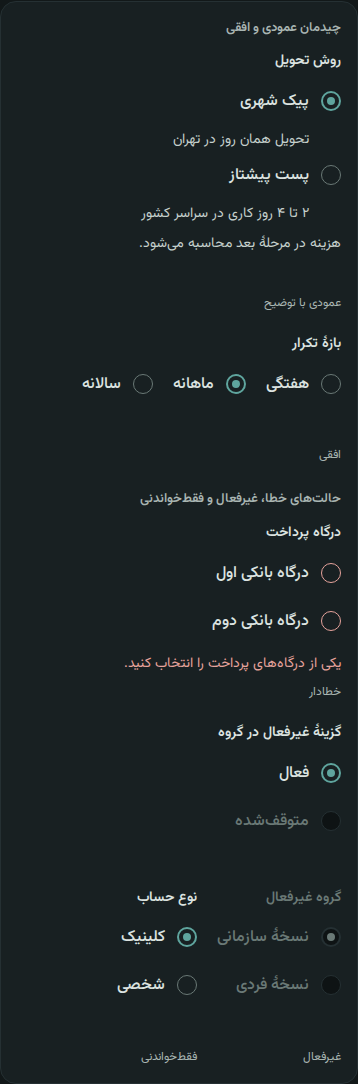 چیدمان عمودی و افقی
روش تحویل
پیک شهری
تحویل همان روز در تهران
پست پیشتاز
۲ تا ۴ روز کاری در سراسر کشور
هزینه در مرحلهٔ بعد محاسبه می‌شود.
عمودی با توضیح
بازهٔ تکرار
هفتگی ماهانه سالانه
افقی
حالت‌های خطا، غیرفعال و فقط‌خواندنی
درگاه پرداخت
درگاه بانکی اول
درگاه بانکی دوم
یکی از درگاه‌های پرداخت را انتخاب کنید.
خطادار
گزینهٔ غیرفعال در گروه
فعال
متوقف‌شده
گروه غیرفعال نوع حساب
نسخهٔ سازمانی کلینیک
نسخهٔ فردی شخصی
غیرفعال فقط‌خواندنی